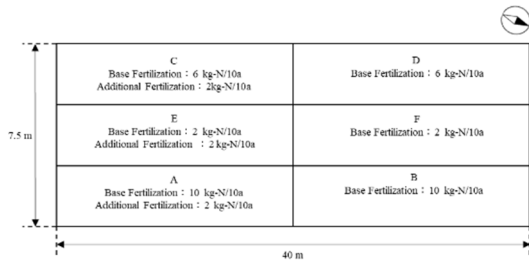 C
Base Fertilization： 6 kg-N/10a
Additional Fertilization： 2kg-N/10a
D
Base Fertilization： 6 kg-N/10a
E
Base Fertilization： 2 kg-N/10a
Additional Fertilization ： 2 kg-N/10a
F
Base Fertilization： 2 kg-N/10a
7.5 m
A
Base Fertilization： 10 kg-N/10a
Additional Fertilization： 2 kg-N/10a
B
Base Fertilization： 10 kg-N/10a
40 m